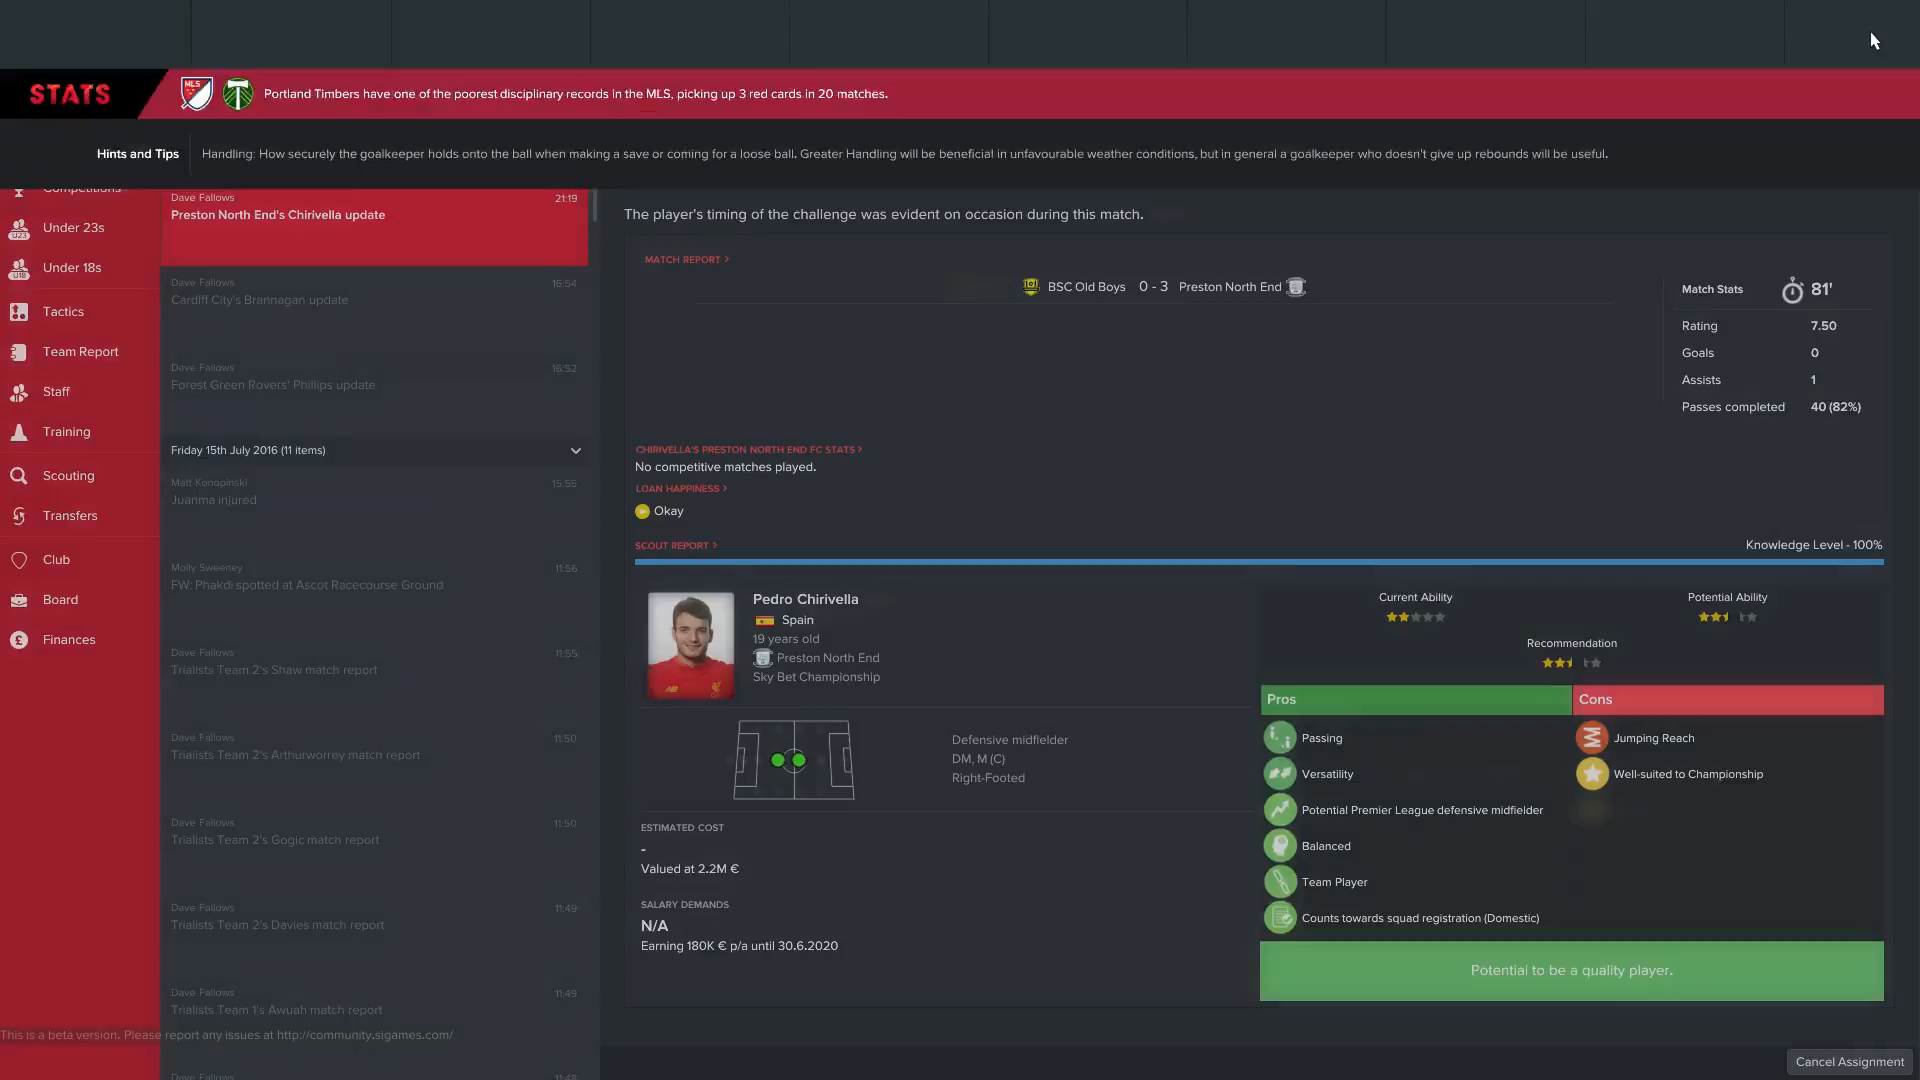 STATS
Portland Timbers have one of the poorest disciplinary records in the MLS, picking up 3 red cards in 20 matches.
Hints and Tips
Handling: How securely the goalkeeper holds onto the ball when making a save or coming for a loose ball. Greater Handling will be beneficial in unfavourable weather conditions, but in general a goalkeeper who doesn't give up rebounds will be useful.
Competitions
Under 23s
Under 18s
Tactics
Team Report
Staff
Training
Scouting
Transfers
Club
Board
Finances
Dave Fallows 21:19
Preston North End's Chirivella update
Dave Fallows 16:54
Cardiff City's Brannagan update
Dave Fallows 16:52
Forest Green Rovers' Phillips update
Friday 15th July 2016 (11 items)
Matt Konopinski 15:55
Juanma injured
Molly Sweeney 11:56
FW: Phakdi spotted at Ascot Racecourse Ground
Dave Fallows 11:55
Trialists Team 2's Shaw match report
Dave Fallows 11:50
Trialists Team 2's Arthurworrey match report
Dave Fallows 11:50
Trialists Team 2's Gogic match report
Dave Fallows 11:49
Trialists Team 2's Davies match report
Dave Fallows 11:49
Trialists Team 1's Awuah match report
Dave Fallows 11:48
This is a beta version. Please report any issues at http://community.sigames.com/
The player's timing of the challenge was evident on occasion during this match.
MATCH REPORT >
BSC Old Boys 0 - 3 Preston North End
Match Stats 81'
Rating 7.50
Goals 0
Assists 1
Passes completed 40 (82%)
CHIRIVELLA'S PRESTON NORTH END FC STATS >
No competitive matches played.
LOAN HAPPINESS >
Okay
SCOUT REPORT >
Knowledge Level - 100%
Pedro Chirivella
Spain
19 years old
Preston North End
Sky Bet Championship
Defensive midfielder
DM, M (C)
Right-Footed
ESTIMATED COST
-
Valued at 2.2M €
SALARY DEMANDS
N/A
Earning 180K € p/a until 30.6.2020
Current Ability
Potential Ability
Recommendation
Pros
Cons
Passing
Versatility
Potential Premier League defensive midfielder
Balanced
Team Player
Counts towards squad registration (Domestic)
Jumping Reach
Well-suited to Championship
Potential to be a quality player.
Cancel Assignment